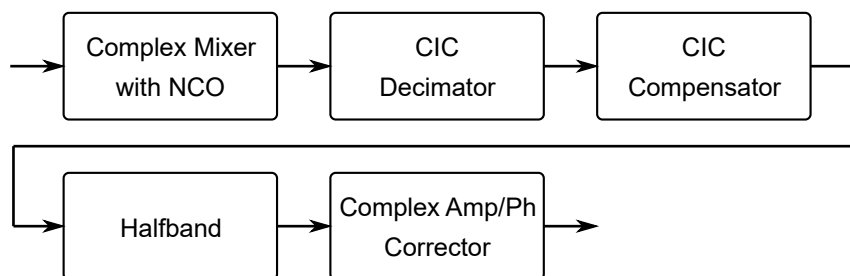 Complex Mixer
with NCO
CIC
Decimator
CIC
Compensator
Halfband
Complex Amp/Ph
Corrector